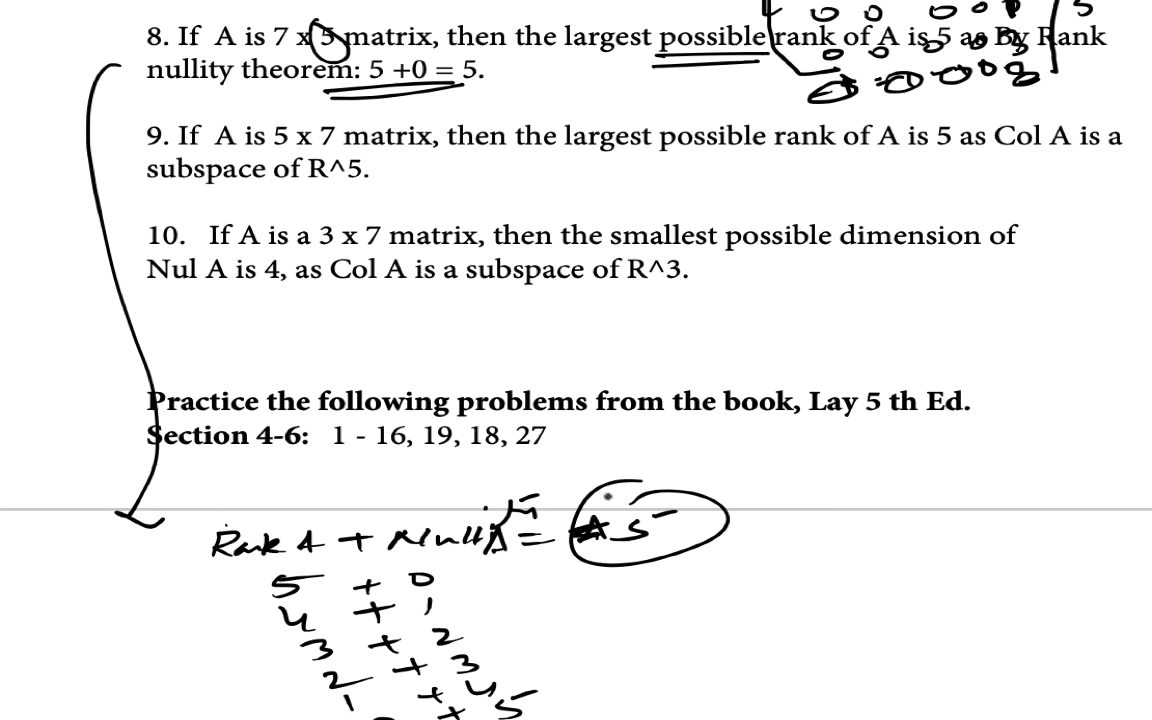 8. If A is 7 x 5 matrix, then the largest possible rank of A is 5 as By Rank
nullity theorem: 5 +0 = 5.
9. If A is 5 x 7 matrix, then the largest possible rank of A is 5 as Col A is a
subspace of R^5.
10. If A is a 3 x 7 matrix, then the smallest possible dimension of
Nul A is 4, as Col A is a subspace of R^3.
Practice the following problems from the book, Lay 5 th Ed.
Section 4-6: 1 - 16, 19, 18, 27
Rank A + = 5
5 + 0
4 + 1
3 + 2
2 + 3
1 + 4
+ 5